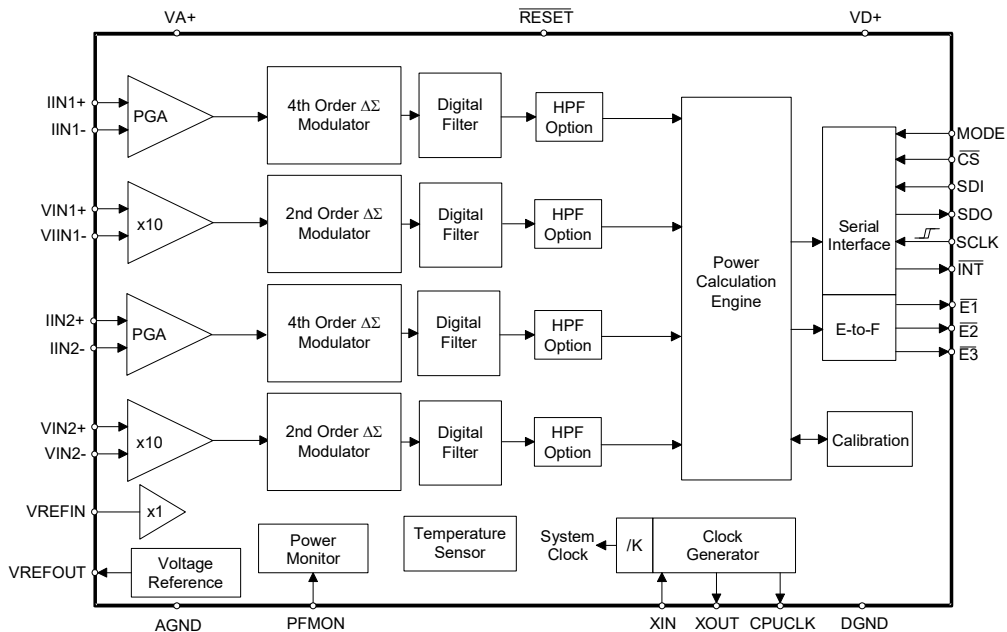 VA+
RESET
VD+
IIN1+
IIN1-
PGA
4th Order ΔΣ
Modulator
Digital
Filter
HPF
Option
VIN1+
VIIN1-
x10
2nd Order ΔΣ
Modulator
Digital
Filter
HPF
Option
IIN2+
IIN2-
PGA
4th Order ΔΣ
Modulator
Digital
Filter
HPF
Option
VIN2+
VIN2-
x10
2nd Order ΔΣ
Modulator
Digital
Filter
HPF
Option
Power
Calculation
Engine
Serial
Interface
E-to-F
Calibration
MODE
CS
SDI
SDO
SCLK
INT
E1
E2
E3
VREFIN
x1
VREFOUT
Voltage
Reference
Power
Monitor
Temperature
Sensor
System
Clock
/K
Clock
Generator
AGND
PFMON
XIN
XOUT
CPUCLK
DGND